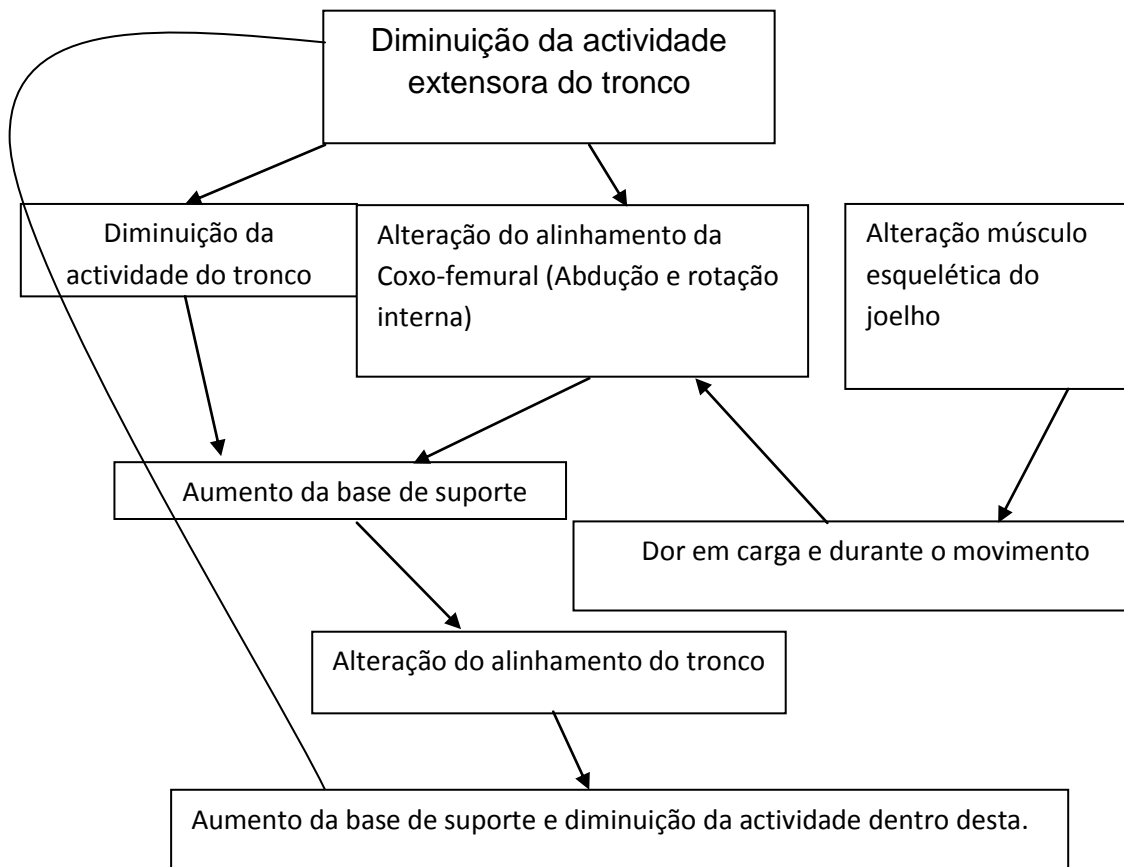 Diminuição da actividade
extensora do tronco
Diminuição da
actividade do tronco
Alteração do alinhamento da
Coxo-femural (Abdução e rotação
interna)
Alteração músculo
esquelética do
joelho
Aumento da base de suporte
Dor em carga e durante o movimento
Alteração do alinhamento do tronco
Aumento da base de suporte e diminuição da actividade dentro desta.